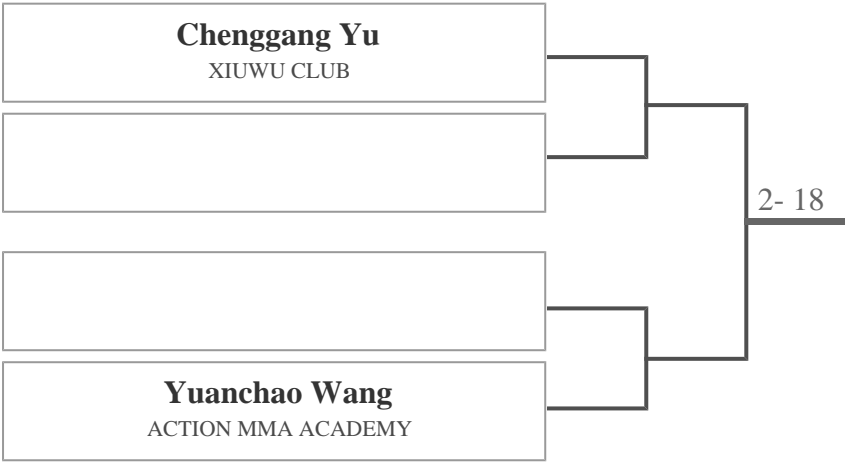 Chenggang Yu
XIUWU CLUB
2- 18
Yuanchao Wang
ACTION MMA ACADEMY